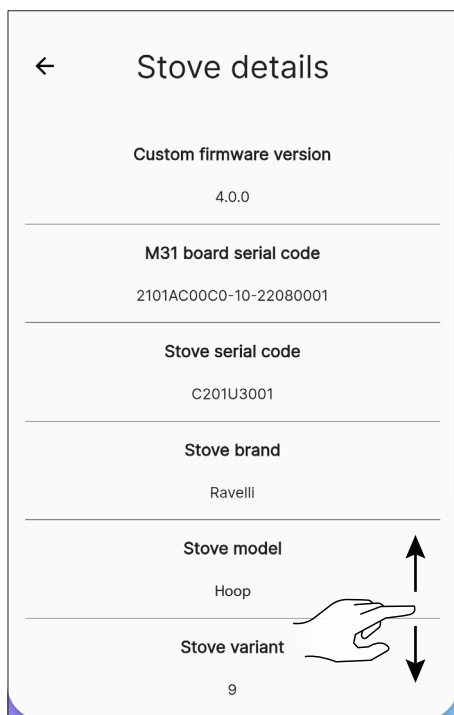 Stove details
Custom firmware version
4.0.0
M31 board serial code
2101AC00C0-10-22080001
Stove serial code
C201U3001
Stove brand
Ravelli
Stove model
Hoop
Stove variant
9